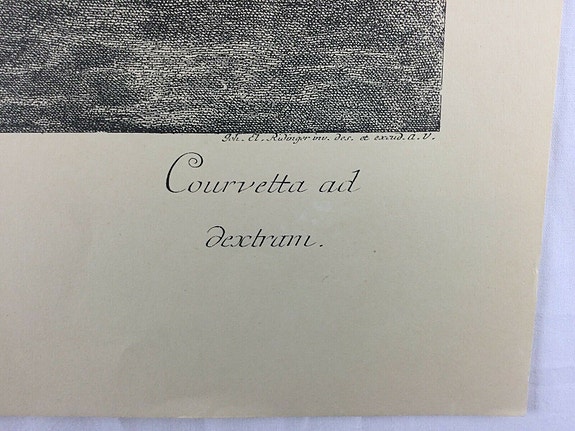 Joh. El. Ridinger inv. des. et excud. A.V.
Courvetta ad
dextram.